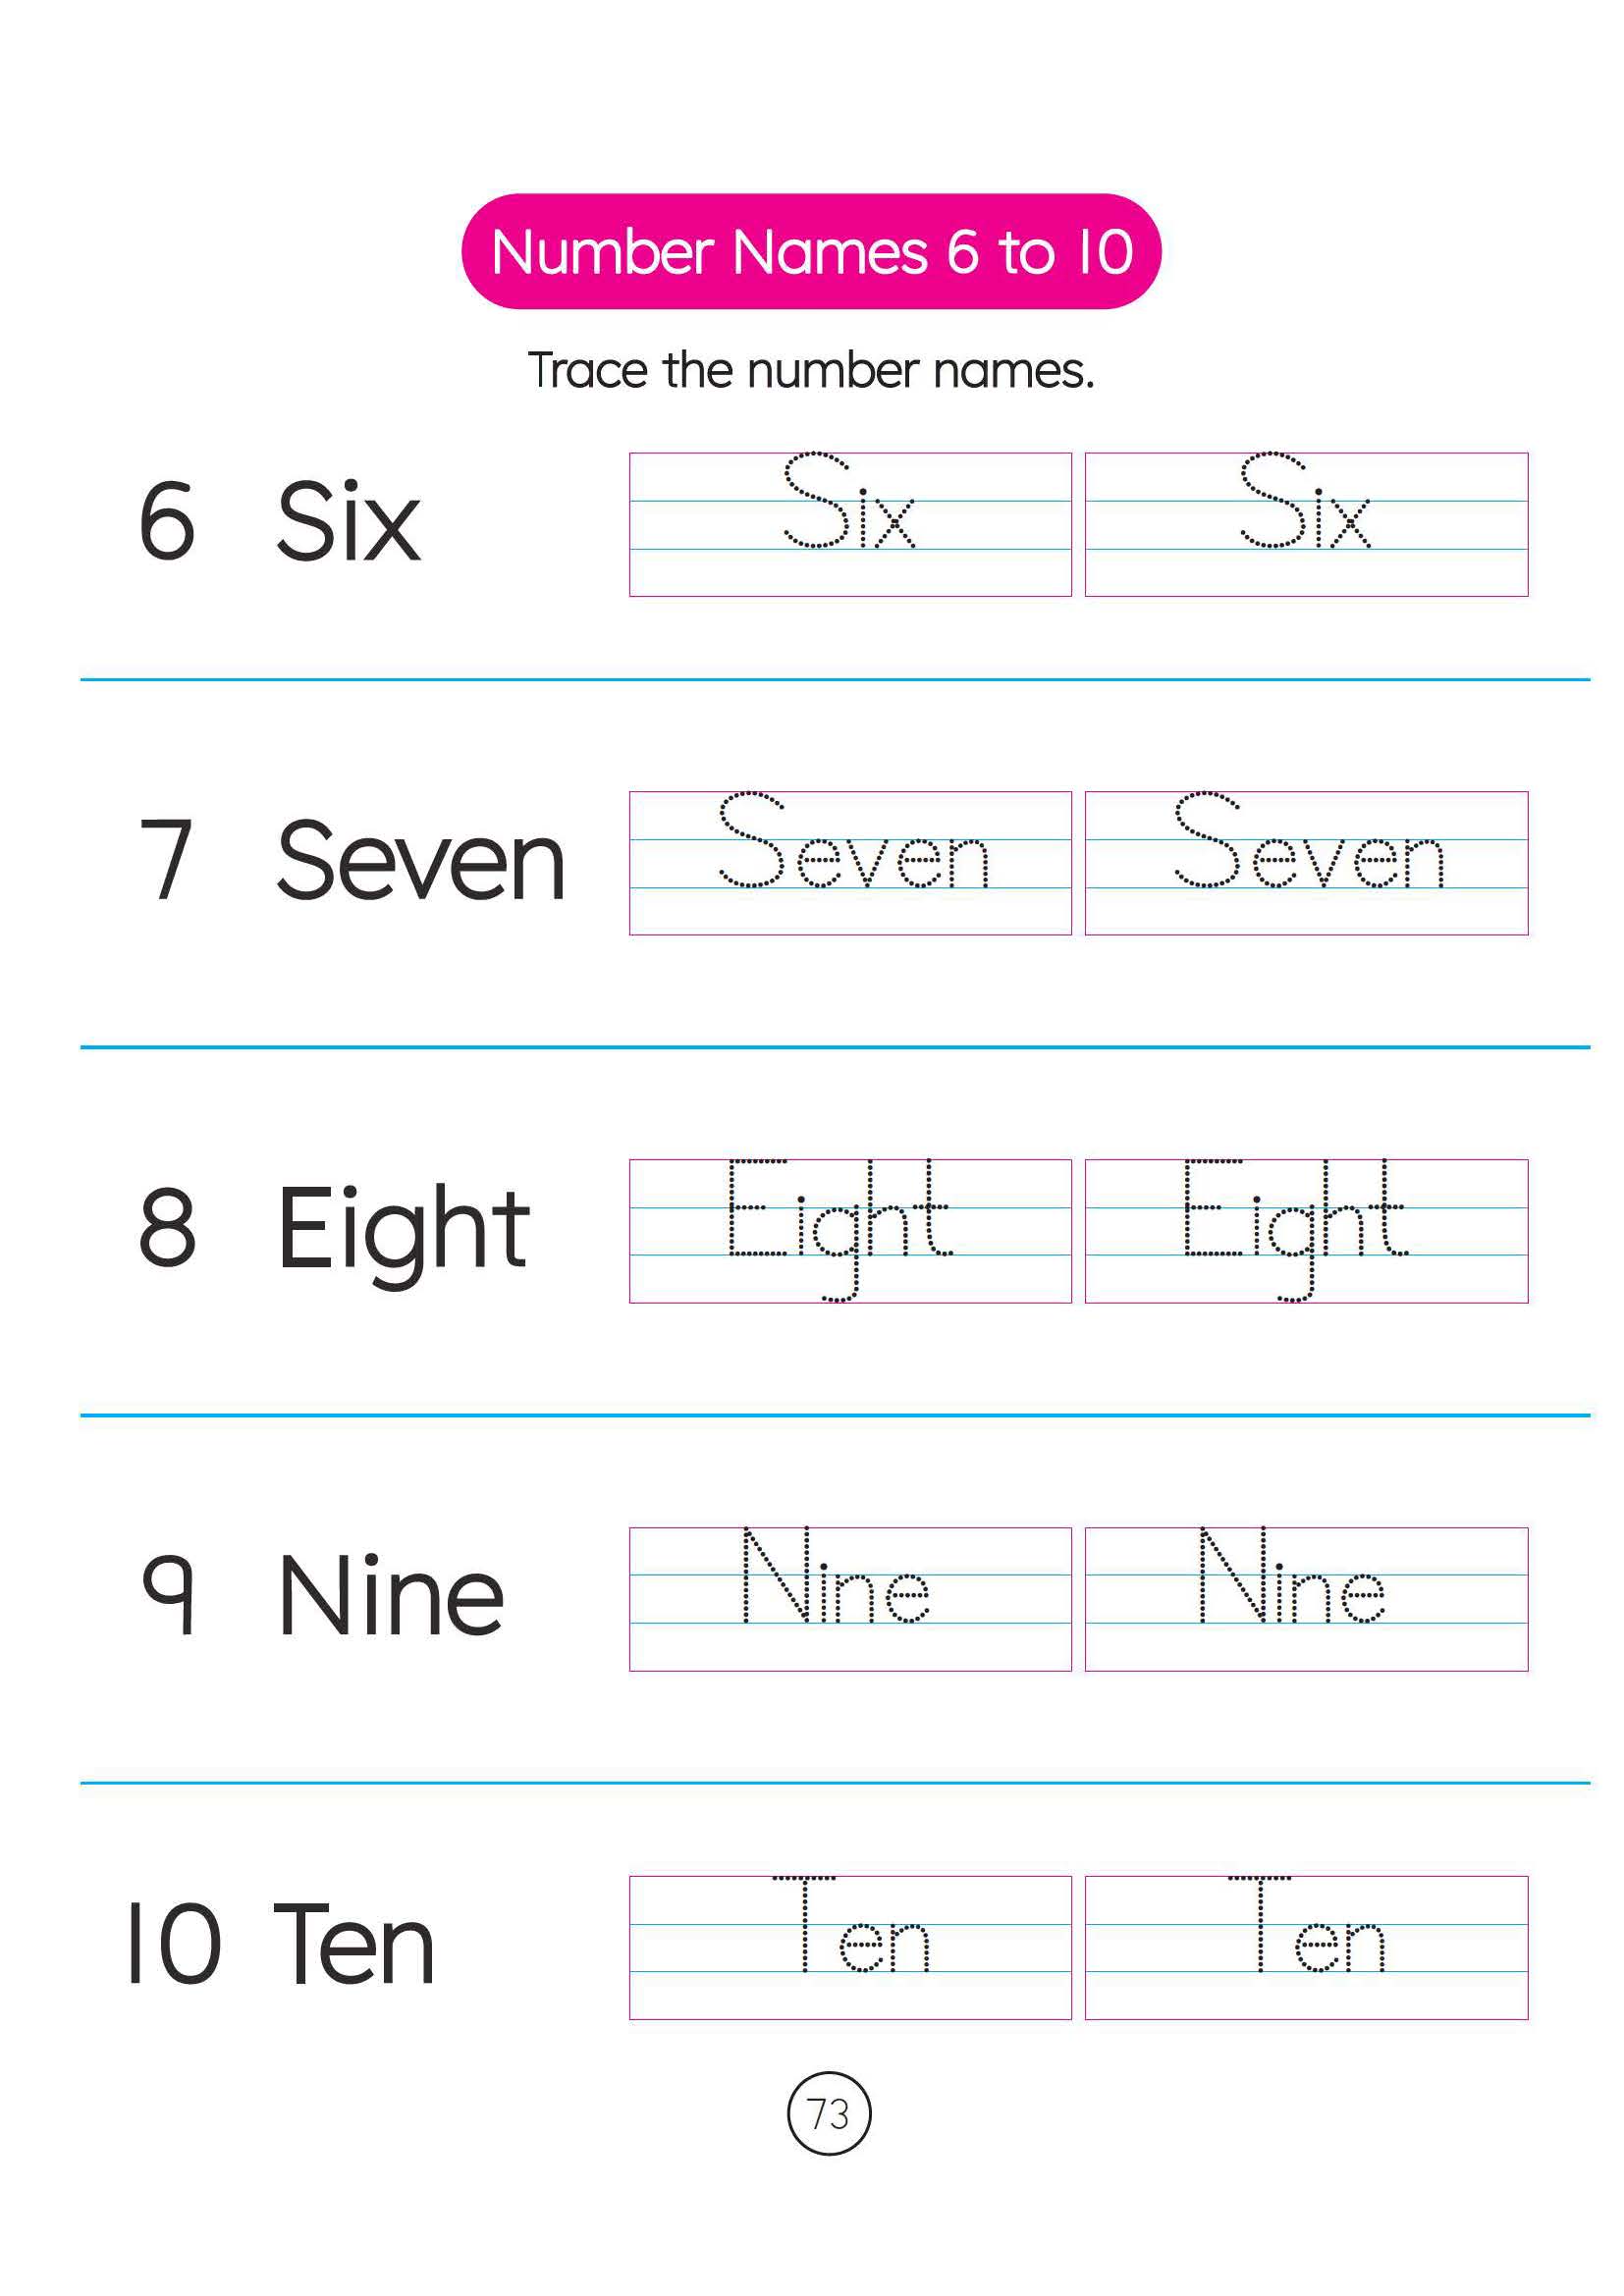 Number Names 6 to 10
Trace the number names.
6 Six Six Six
7 Seven Seven Seven
8 Eight Eight Eight
9 Nine Nine Nine
10 Ten Ten Ten
73